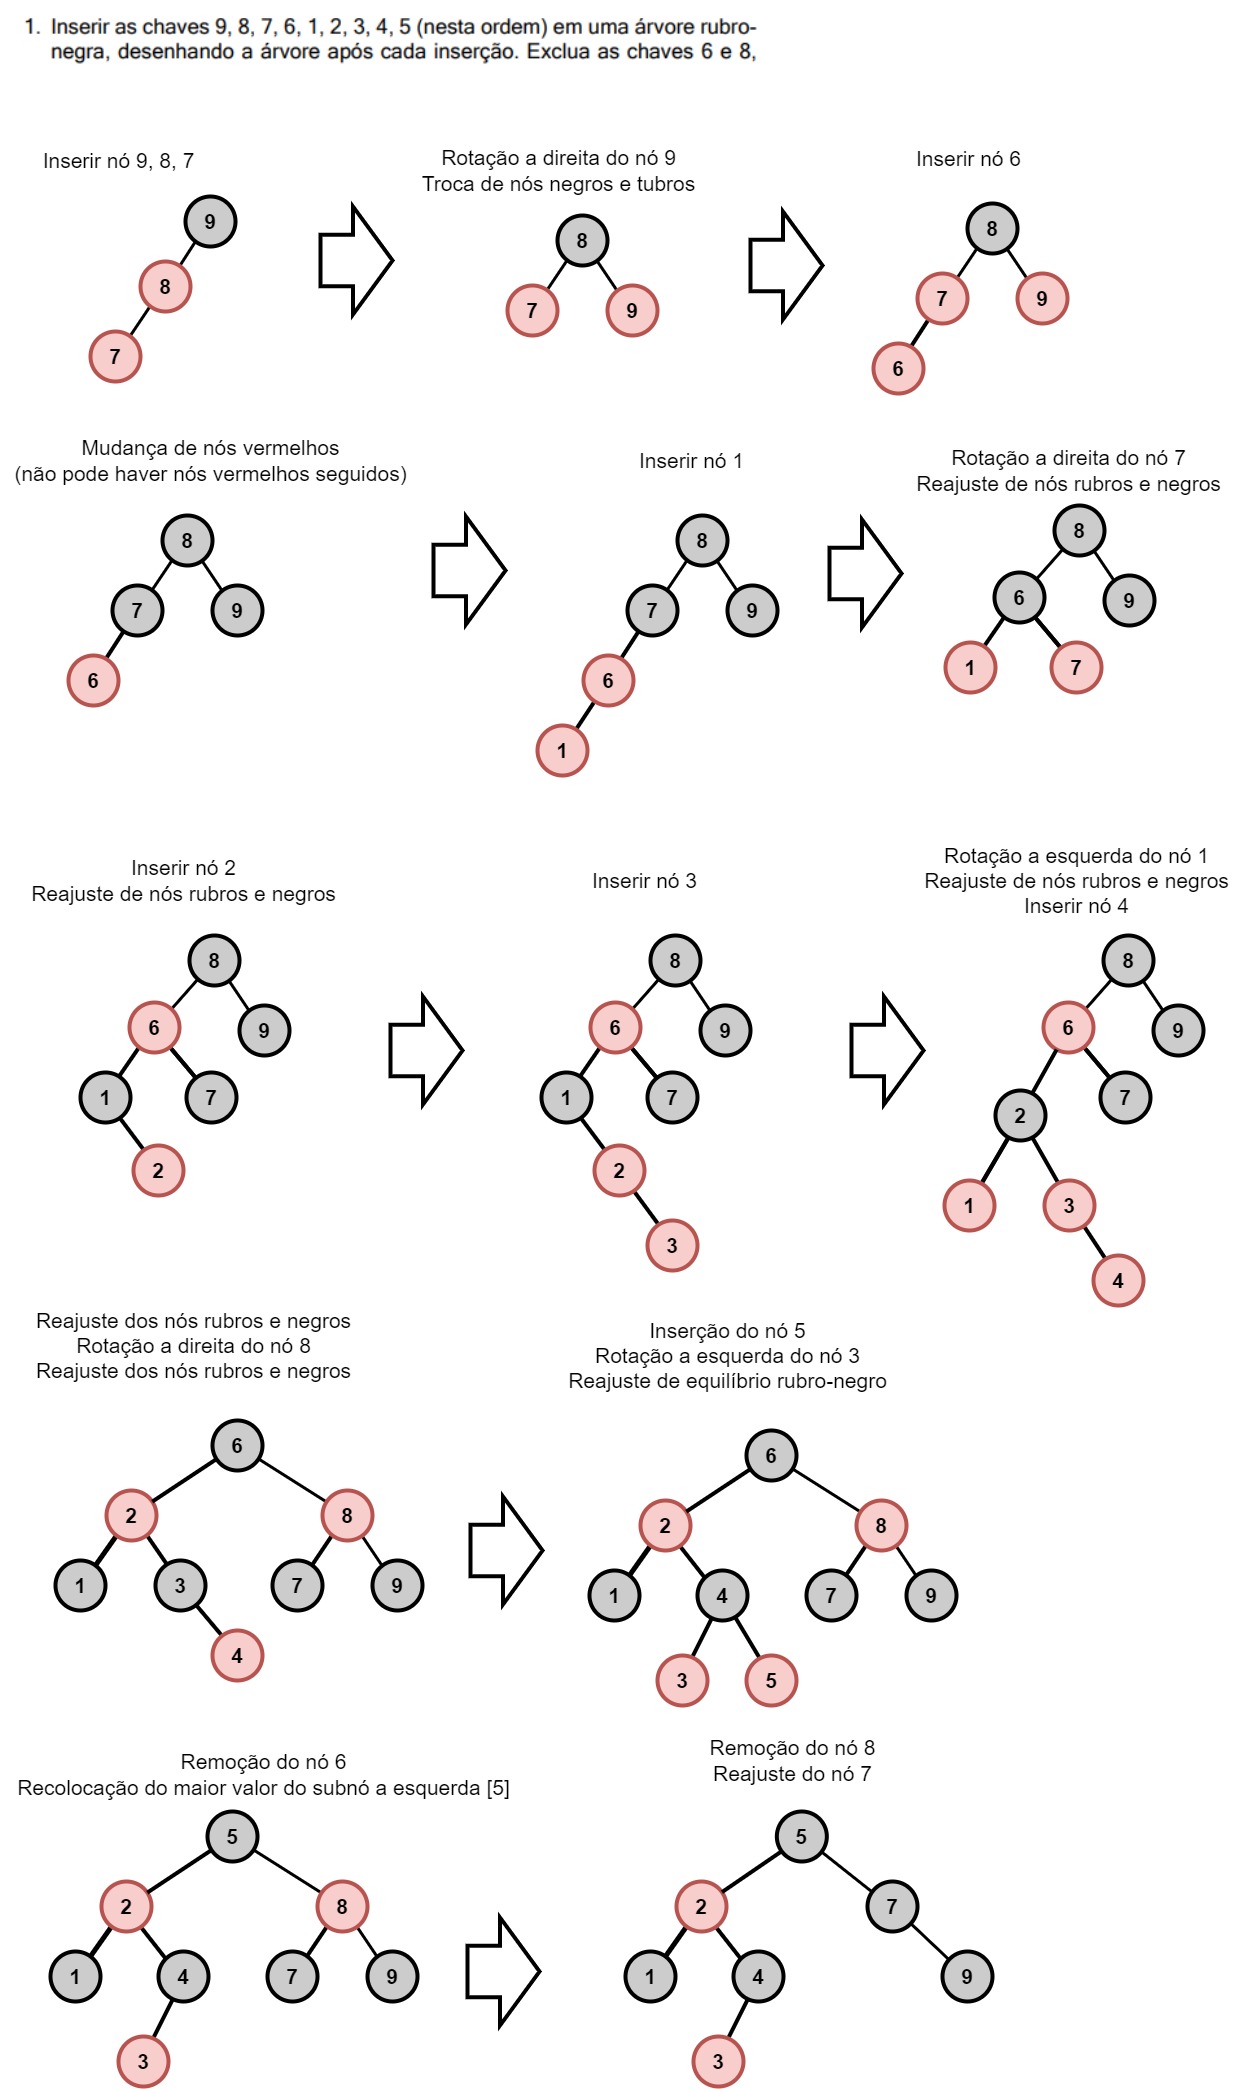 1. Inserir as chaves 9, 8, 7, 6, 1, 2, 3, 4, 5 (nesta ordem) em uma árvore rubro-
negra, desenhando a árvore após cada inserção. Exclua as chaves 6 e 8,
Inserir nó 9, 8, 7
9
8
7
Rotação a direita do nó 9
Troca de nós negros e tubros
8
7 9
Inserir nó 6
8
7 9
6
Mudança de nós vermelhos
(não pode haver nós vermelhos seguidos)
8
7 9
6
Inserir nó 1
8
7 9
6
1
Rotação a direita do nó 7
Reajuste de nós rubros e negros
8
6 9
1 7
Inserir nó 2
Reajuste de nós rubros e negros
8
6 9
1 7
2
Inserir nó 3
8
6 9
1 7
2
3
Rotação a esquerda do nó 1
Reajuste de nós rubros e negros
Inserir nó 4
8
6 9
2 7
1 3
4
Reajuste dos nós rubros e negros
Rotação a direita do nó 8
Reajuste dos nós rubros e negros
6
2 8
1 3 7 9
4
Inserção do nó 5
Rotação a esquerda do nó 3
Reajuste de equilíbrio rubro-negro
6
2 8
1 4 7 9
3 5
Remoção do nó 6
Recolocação do maior valor do subnó a esquerda [5]
5
2 8
1 4 7 9
3
Remoção do nó 8
Reajuste do nó 7
5
2 7
1 4 9
3